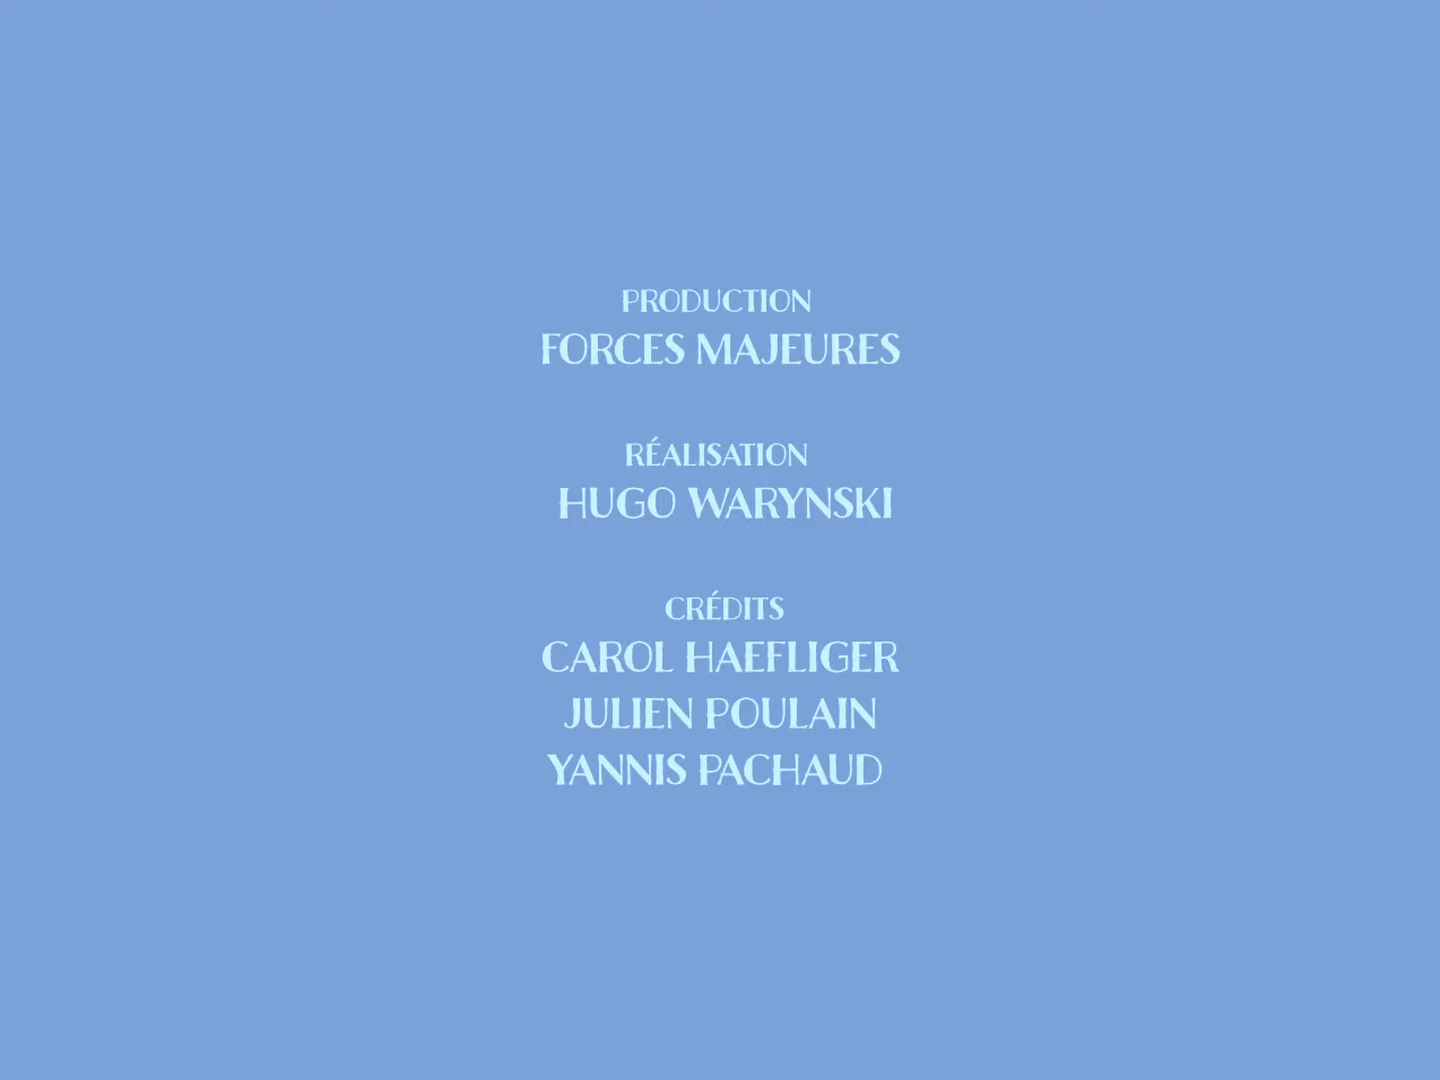 PRODUCTION
FORCES MAJEURES
RÉALISATION
HUGO WARYNSKI
CRÉDITS
CAROL HAEFLIGER
JULIEN POULAIN
YANNIS PACHAUD